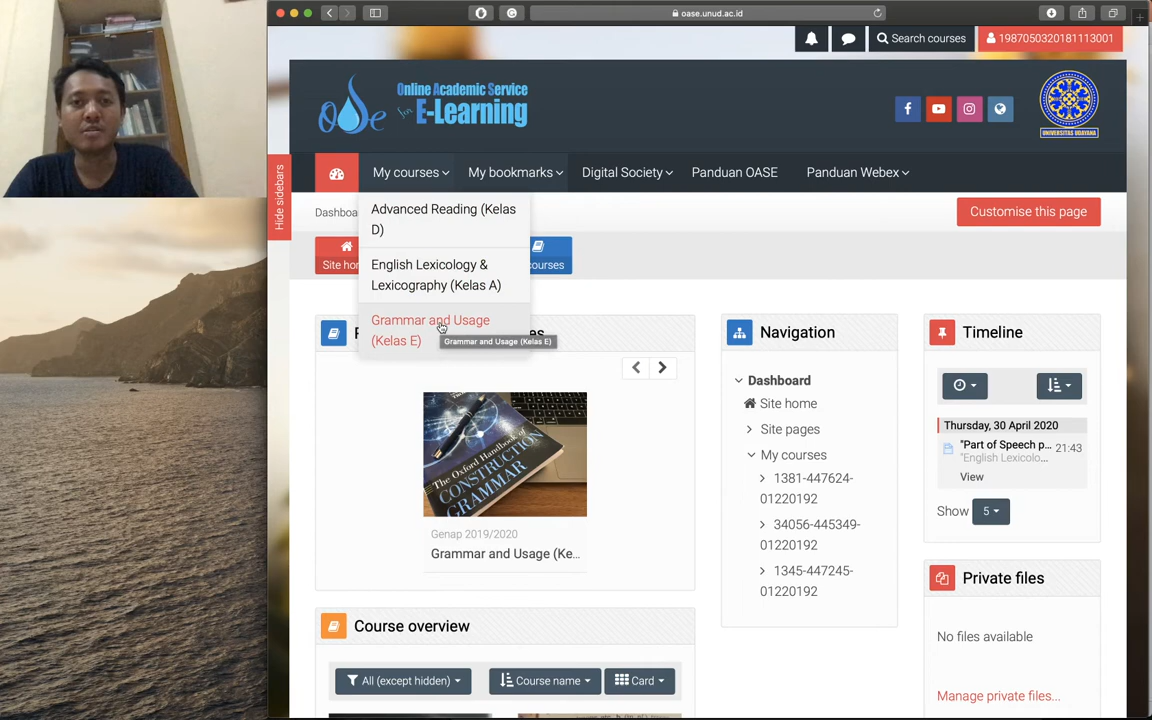 oase.unud.ac.id
Search courses
1987050320181113001
Oase
Online Academic Service
for E-Learning
UNIVERSITAS UDAYANA
Hide sidebars
My courses
My bookmarks
Digital Society
Panduan OASE
Panduan Webex
Advanced Reading (Kelas
D)
English Lexicology &
Lexicography (Kelas A)
Grammar and Usage
(Kelas E)
Grammar and Usage (Kelas E)
Dashboa
Customise this page
Site hom
courses
es
The Oxford Handbook of
CONSTRUCTION
GRAMMAR
Genap 2019/2020
Grammar and Usage (Ke...
Course overview
All (except hidden)
Course name
Card
Navigation
Dashboard
Site home
Site pages
My courses
1381-447624-
01220192
34056-445349-
01220192
1345-447245-
01220192
Timeline
Thursday, 30 April 2020
"Part of Speech p...
21:43
"English Lexicolo...
View
Show
5
Private files
No files available
Manage private files...